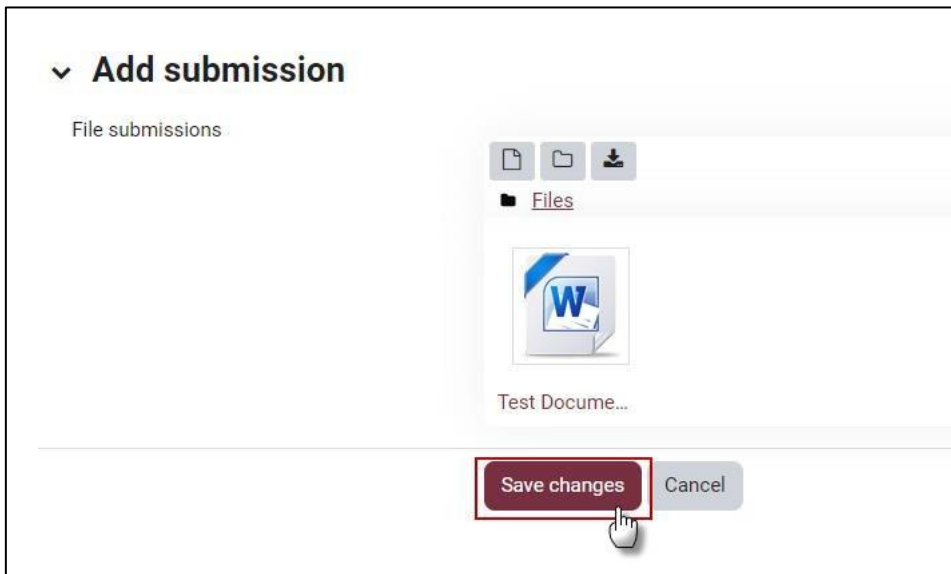 Add submission
File submissions
Files
W
Test Docume...
Save changes
Cancel